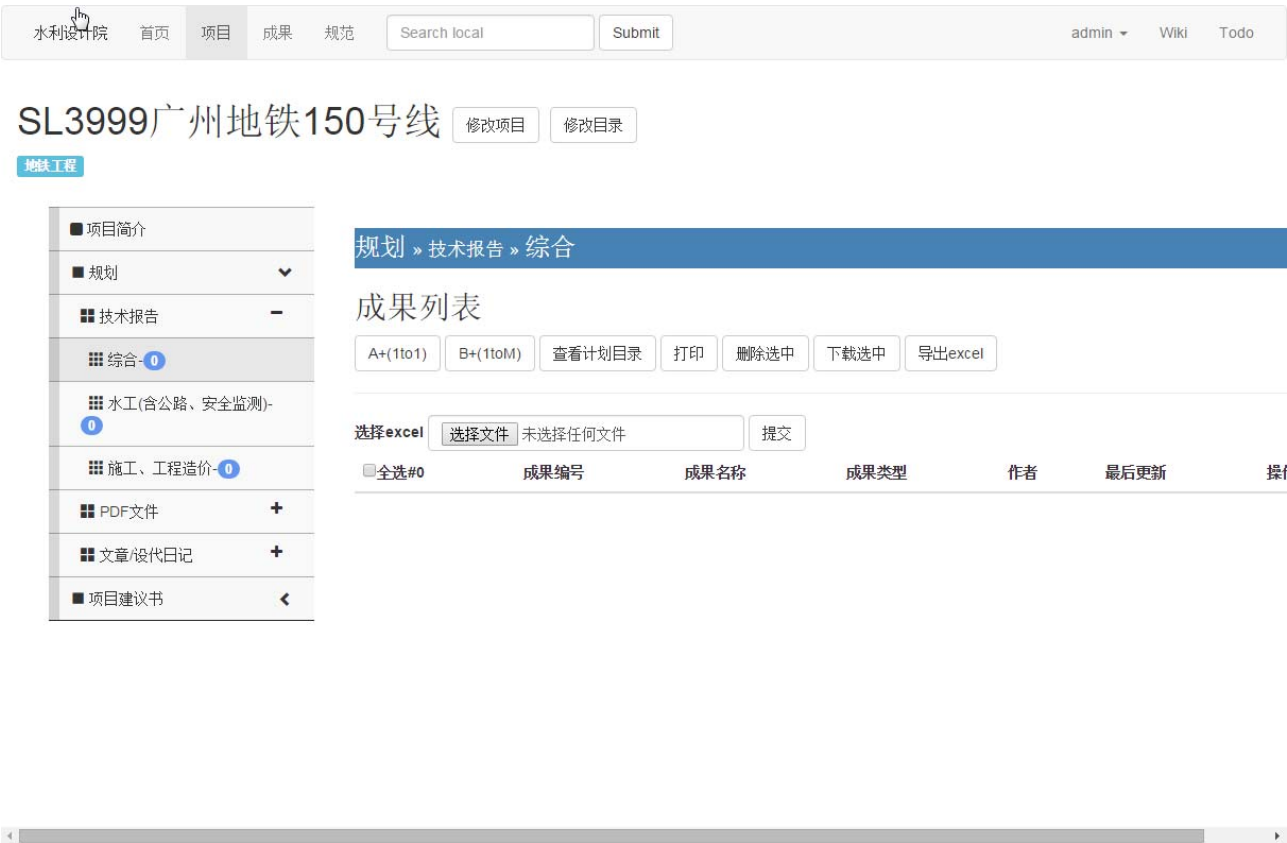 水利设计院 首页 项目 成果 规范 Search local Submit admin Wiki Todo
SL3999广州地铁150号线 修改项目 修改目录
地铁工程
项目简介
规划
技术报告
综合-0
水工(含公路、安全监测)-
0
施工、工程造价-0
PDF文件
文章/设代日记
项目建议书
规划 » 技术报告 » 综合
成果列表
A+(1to1) B+(1toM) 查看计划目录 打印 删除选中 下载选中 导出excel
选择excel 选择文件 未选择任何文件 提交
全选#0 成果编号 成果名称 成果类型 作者 最后更新